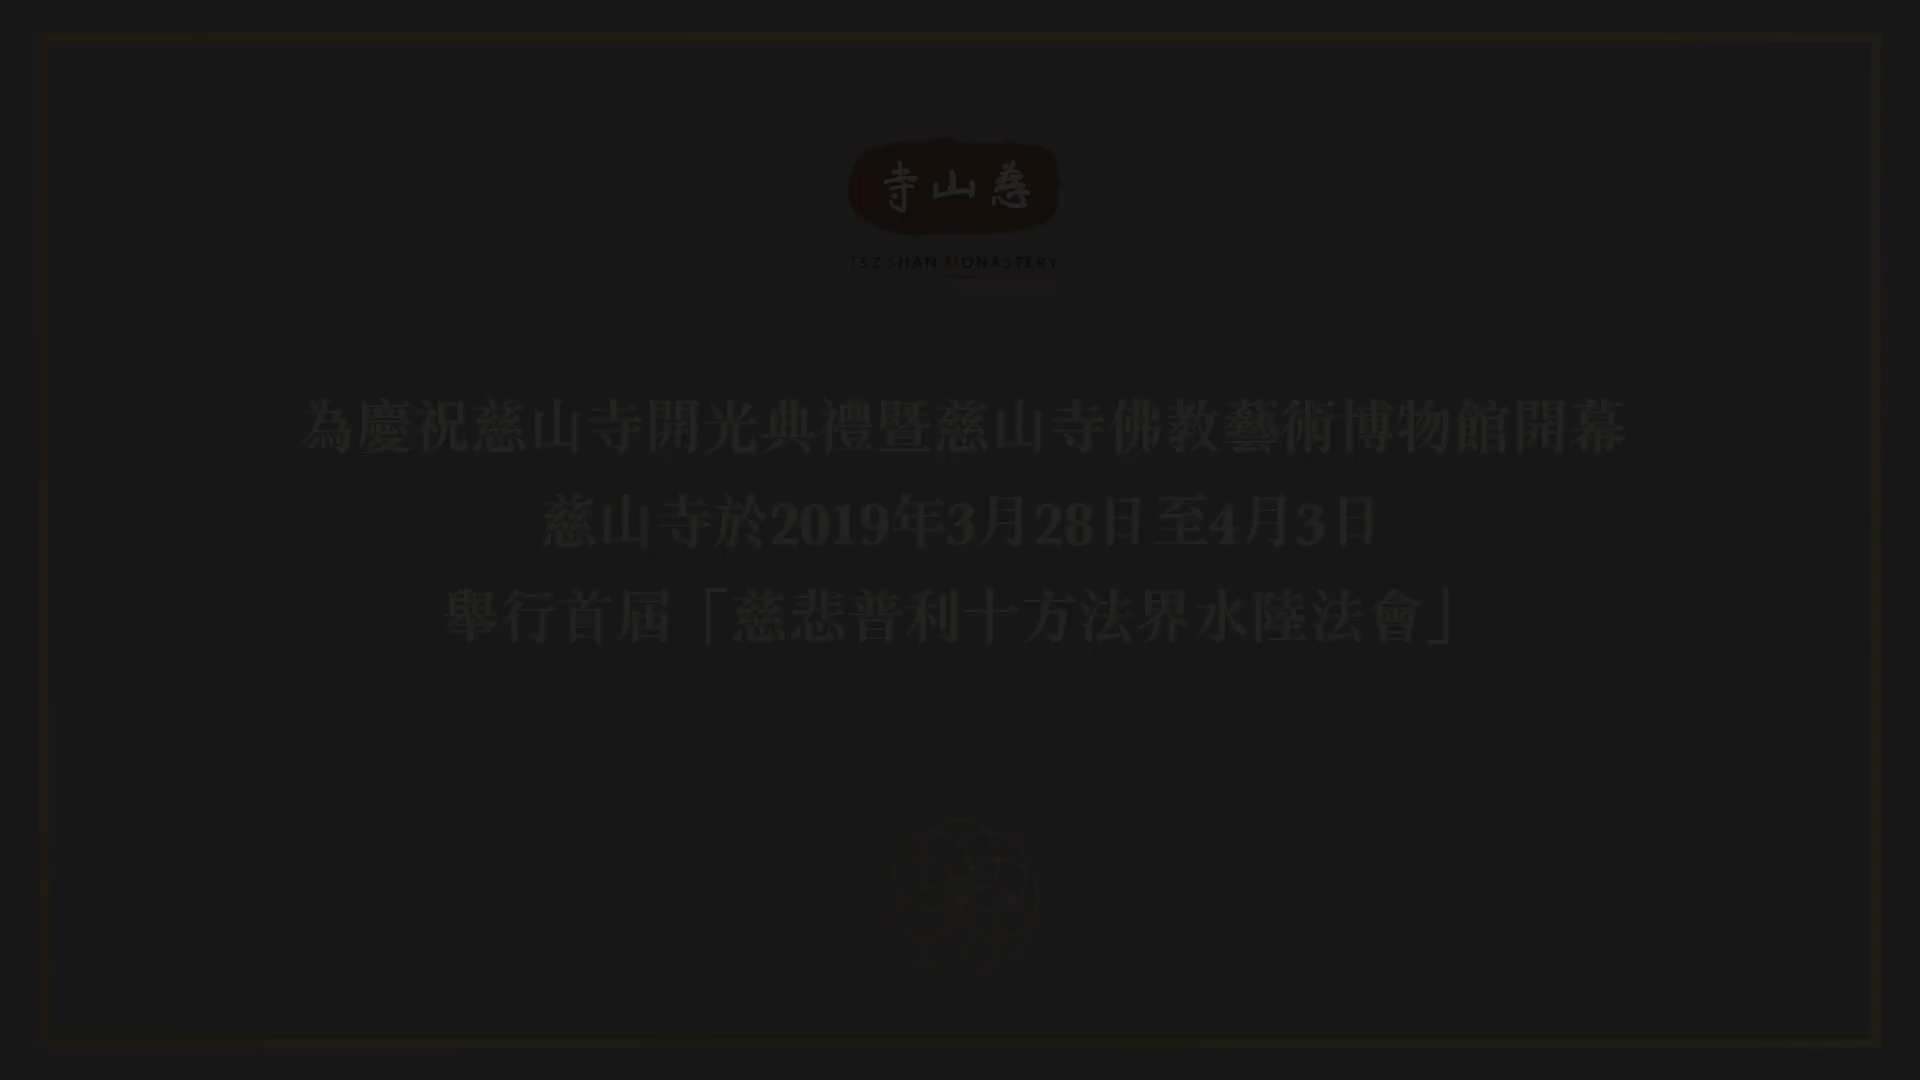 寺山慈
TSZ SHAN MONASTERY
為慶祝慈山寺開光典禮暨慈山寺佛教藝術博物館開幕
慈山寺於2019年3月28日至4月3日
舉行首屆「慈悲普利十方法界水陸法會」